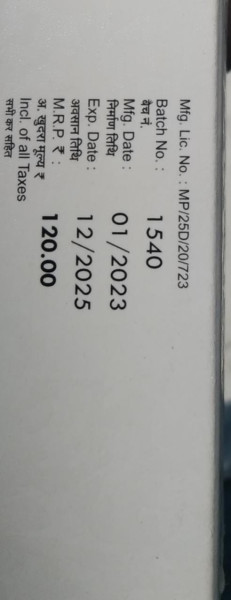 Mfg. Lic. No. : MP/25D/20/723
Batch No. : 1540
बैच नं.
Mfg. Date : 01/2023
निर्माण तिथि
Exp. Date : 12/2025
अवसान तिथि
M.R.P. ₹ : 120.00
अ. खुदरा मूल्य ₹
Incl. of all Taxes
सभी कर सहित